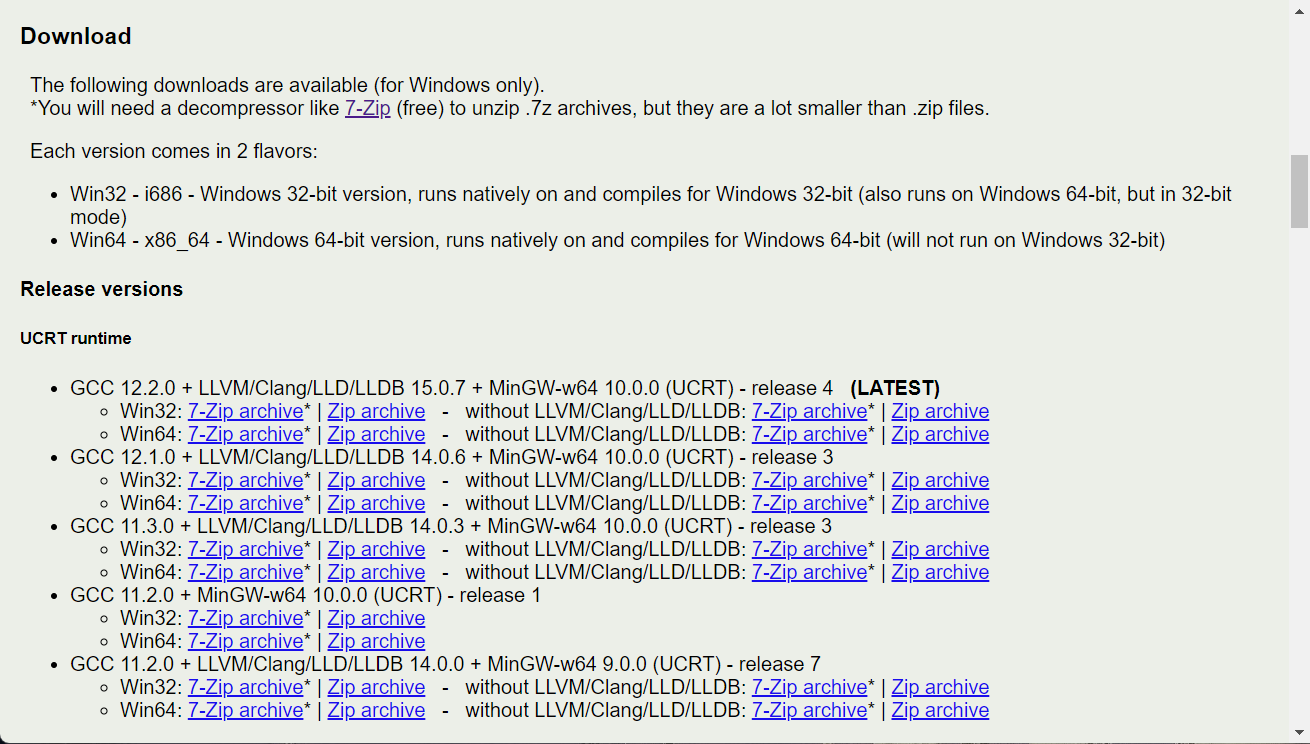 Download
The following downloads are available (for Windows only).
*You will need a decompressor like 7-Zip (free) to unzip .7z archives, but they are a lot smaller than .zip files.
Each version comes in 2 flavors:
Win32 - i686 - Windows 32-bit version, runs natively on and compiles for Windows 32-bit (also runs on Windows 64-bit, but in 32-bit
mode)
Win64 - x86_64 - Windows 64-bit version, runs natively on and compiles for Windows 64-bit (will not run on Windows 32-bit)
Release versions
UCRT runtime
GCC 12.2.0 + LLVM/Clang/LLD/LLDB 15.0.7 + MinGW-w64 10.0.0 (UCRT) - release 4 (LATEST)
Win32: 7-Zip archive* | Zip archive - without LLVM/Clang/LLD/LLDB: 7-Zip archive* | Zip archive
Win64: 7-Zip archive* | Zip archive - without LLVM/Clang/LLD/LLDB: 7-Zip archive* | Zip archive
GCC 12.1.0 + LLVM/Clang/LLD/LLDB 14.0.6 + MinGW-w64 10.0.0 (UCRT) - release 3
Win32: 7-Zip archive* | Zip archive - without LLVM/Clang/LLD/LLDB: 7-Zip archive* | Zip archive
Win64: 7-Zip archive* | Zip archive - without LLVM/Clang/LLD/LLDB: 7-Zip archive* | Zip archive
GCC 11.3.0 + LLVM/Clang/LLD/LLDB 14.0.3 + MinGW-w64 10.0.0 (UCRT) - release 3
Win32: 7-Zip archive* | Zip archive - without LLVM/Clang/LLD/LLDB: 7-Zip archive* | Zip archive
Win64: 7-Zip archive* | Zip archive - without LLVM/Clang/LLD/LLDB: 7-Zip archive* | Zip archive
GCC 11.2.0 + MinGW-w64 10.0.0 (UCRT) - release 1
Win32: 7-Zip archive* | Zip archive
Win64: 7-Zip archive* | Zip archive
GCC 11.2.0 + LLVM/Clang/LLD/LLDB 14.0.0 + MinGW-w64 9.0.0 (UCRT) - release 7
Win32: 7-Zip archive* | Zip archive - without LLVM/Clang/LLD/LLDB: 7-Zip archive* | Zip archive
Win64: 7-Zip archive* | Zip archive - without LLVM/Clang/LLD/LLDB: 7-Zip archive* | Zip archive